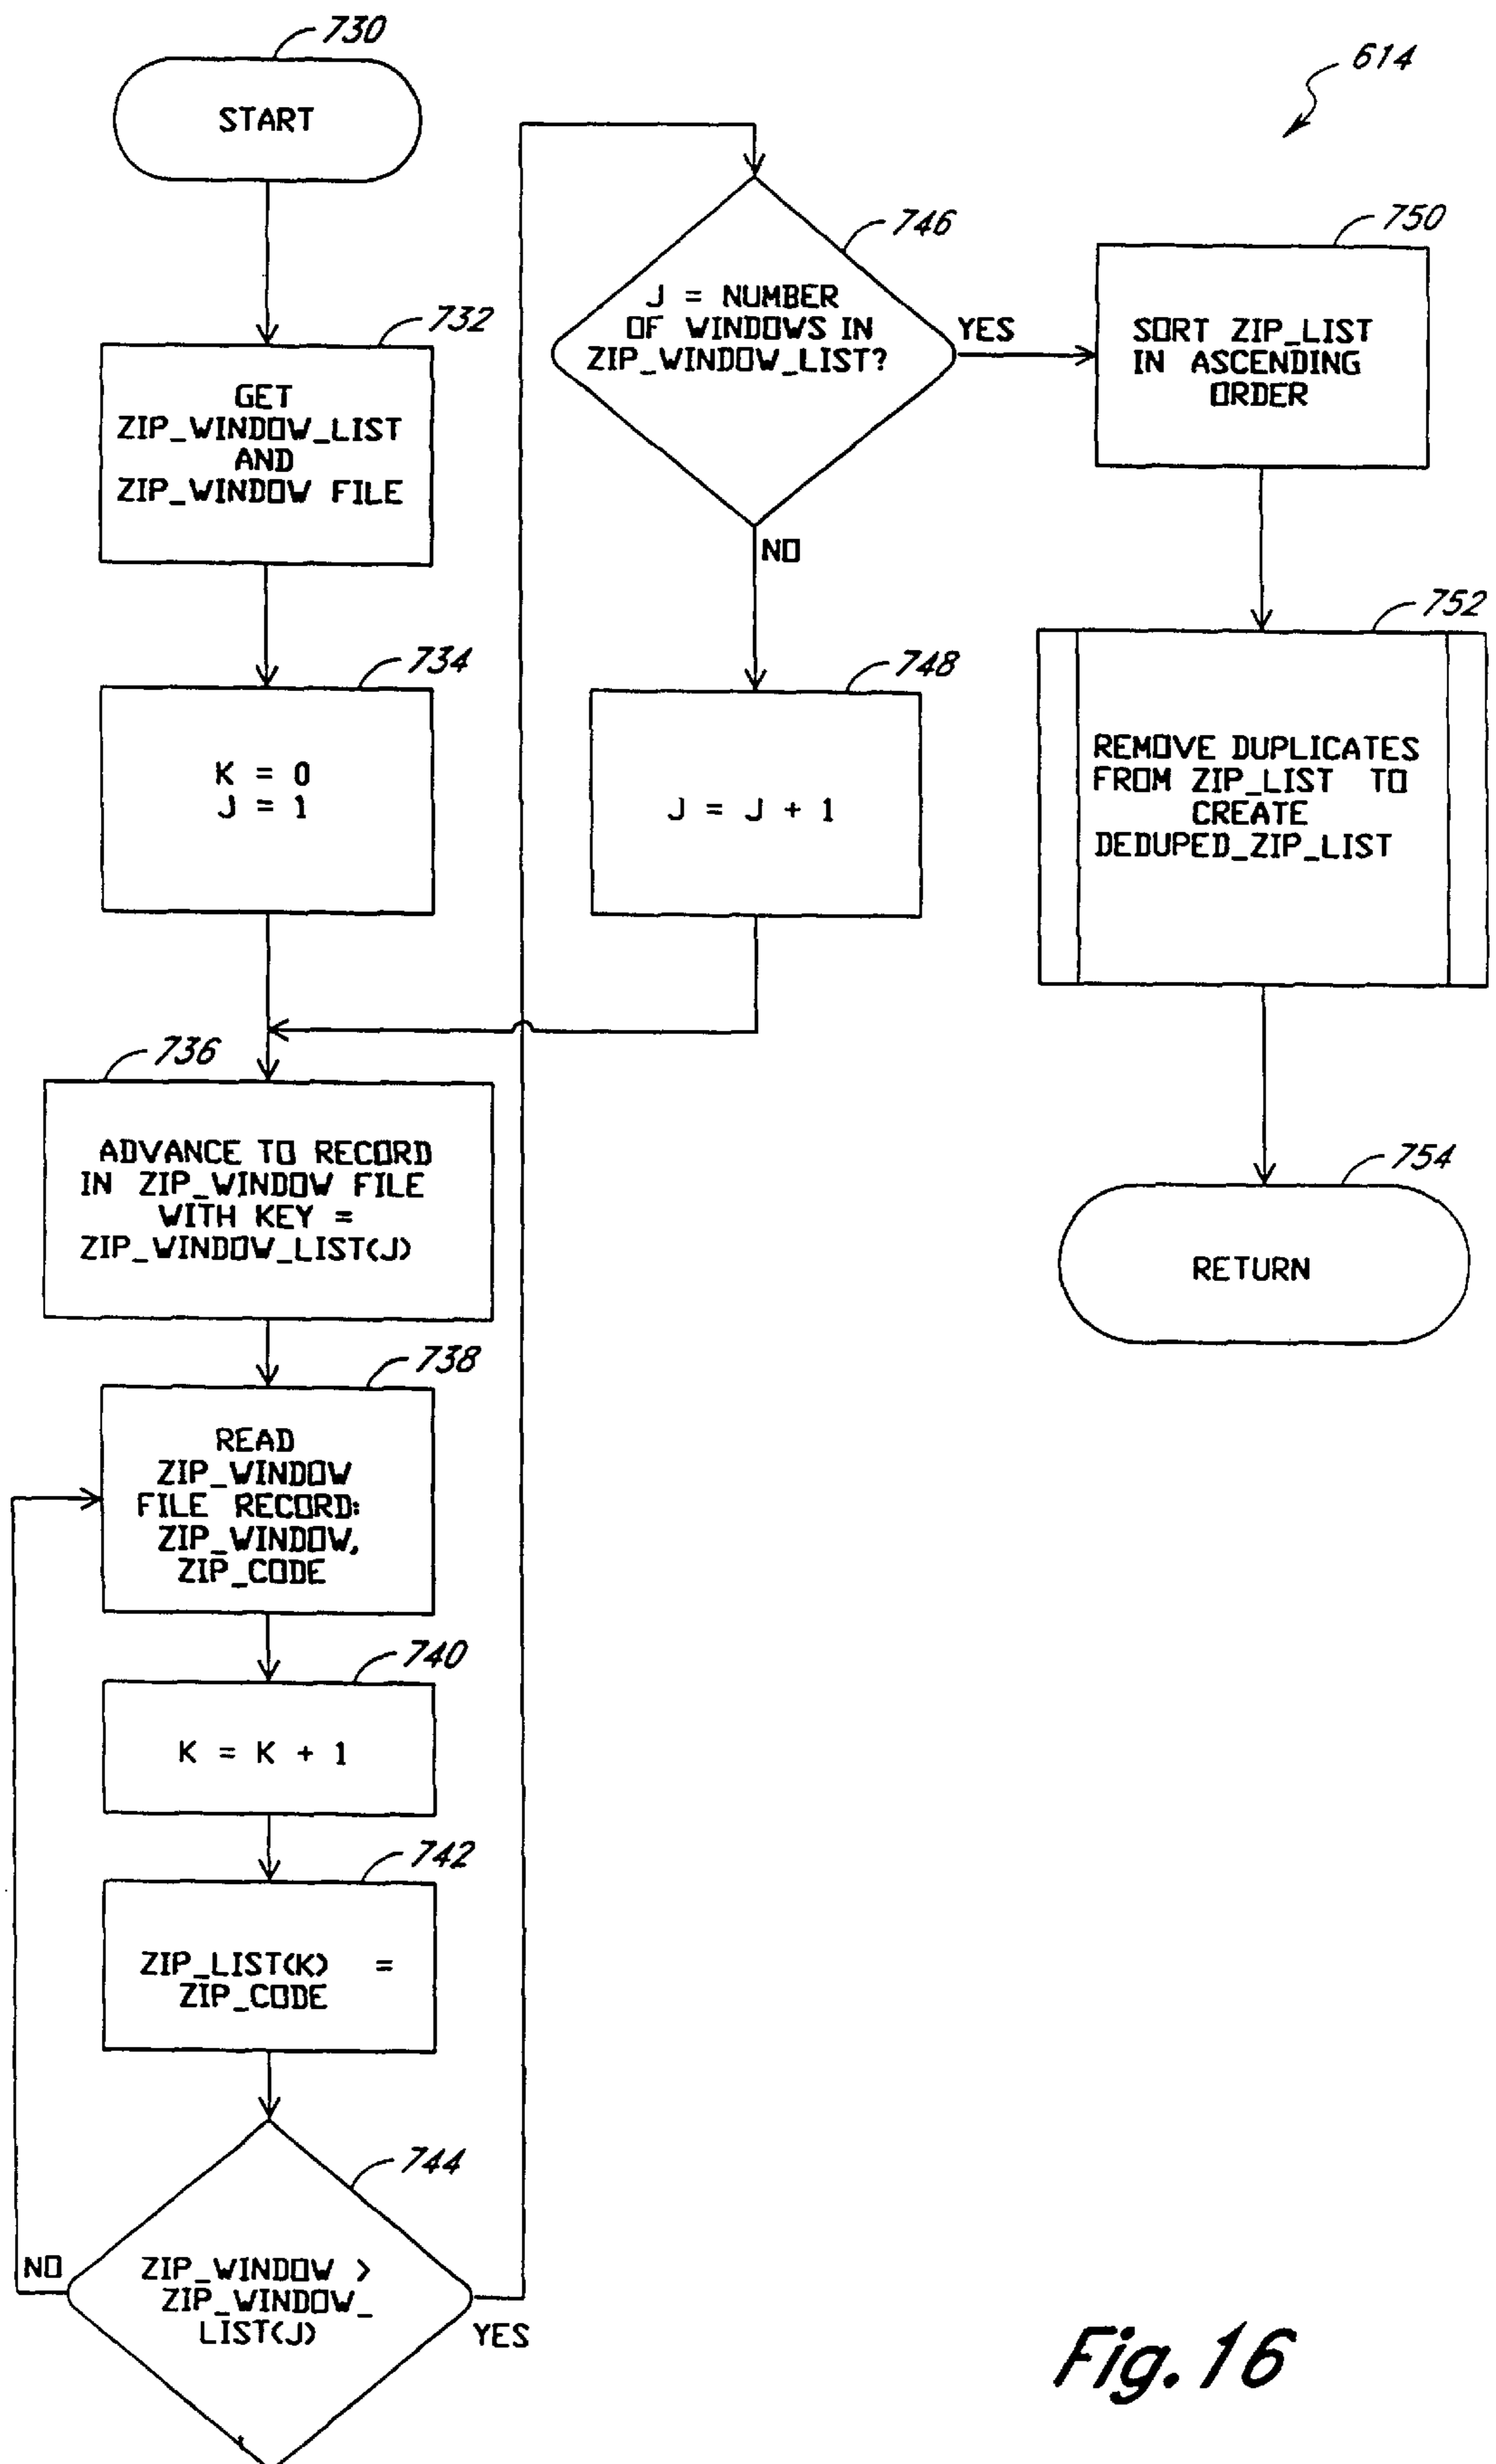 730
START
732
GET
ZIP_WINDOW_LIST
AND
ZIP_WINDOW FILE
734
K = 0
J = 1
736
ADVANCE TO RECORD
IN ZIP_WINDOW FILE
WITH KEY =
ZIP_WINDOW_LIST(J)
738
READ
ZIP_WINDOW
FILE RECORD:
ZIP_WINDOW,
ZIP_CODE
740
K = K + 1
742
ZIP_LIST(K) =
ZIP_CODE
744
ZIP_WINDOW >
ZIP_WINDOW_
LIST(J)
NO
YES
746
J = NUMBER
OF WINDOWS IN
ZIP_WINDOW_LIST?
YES
NO
748
J = J + 1
614
750
SORT ZIP_LIST
IN ASCENDING
ORDER
752
REMOVE DUPLICATES
FROM ZIP_LIST TO
CREATE
DEDUPED_ZIP_LIST
754
RETURN
Fig. 16